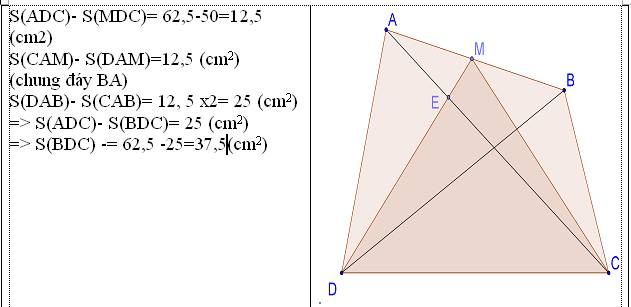 S(ADC)- S(MDC)= 62,5-50=12,5
(cm2)
S(CAM)- S(DAM)=12,5 (cm²)
(chung đáy BA)
S(DAB)- S(CAB)= 12, 5 x2= 25 (cm²)
=> S(ADC)- S(BDC)= 25 (cm²)
=> S(BDC) -= 62,5 -25=37,5(cm²)
A
M
B
E
C
D